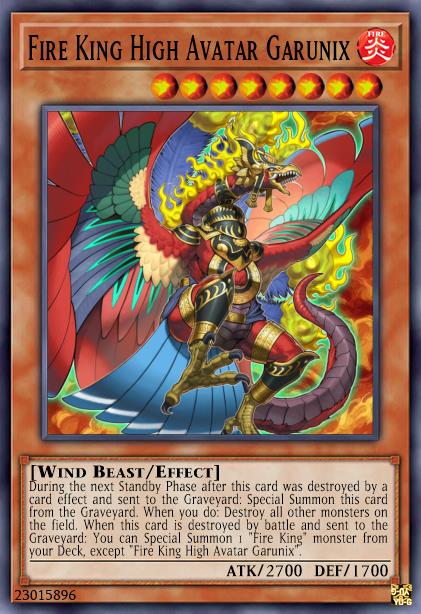 FIRE KING HIGH AVATAR GARUNIX
FIRE
炎
[WIND BEAST/EFFECT]
During the next Standby Phase after this card was destroyed by a
card effect and sent to the Graveyard: Special Summon this card
from the Graveyard. When you do: Destroy all other monsters on
the field. When this card is destroyed by battle and sent to the
Graveyard: You can Special Summon 1 "Fire King" monster from
your Deck, except "Fire King High Avatar Garunix".
ATK/2700 DEF/1700
23015896